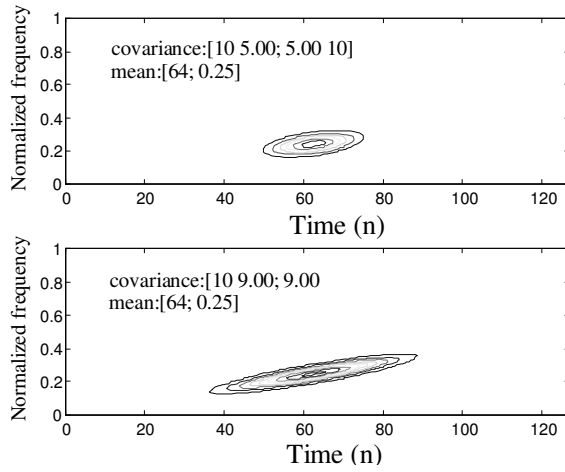 1
0.8
0.6
0.4
0.2
0
Normalized frequency
covariance:[10 5.00; 5.00 10]
mean:[64; 0.25]
0 20 40 60 80 100 120
Time (n)
1
0.8
0.6
0.4
0.2
0
Normalized frequency
covariance:[10 9.00; 9.00
mean:[64; 0.25]
0 20 40 60 80 100 120
Time (n)